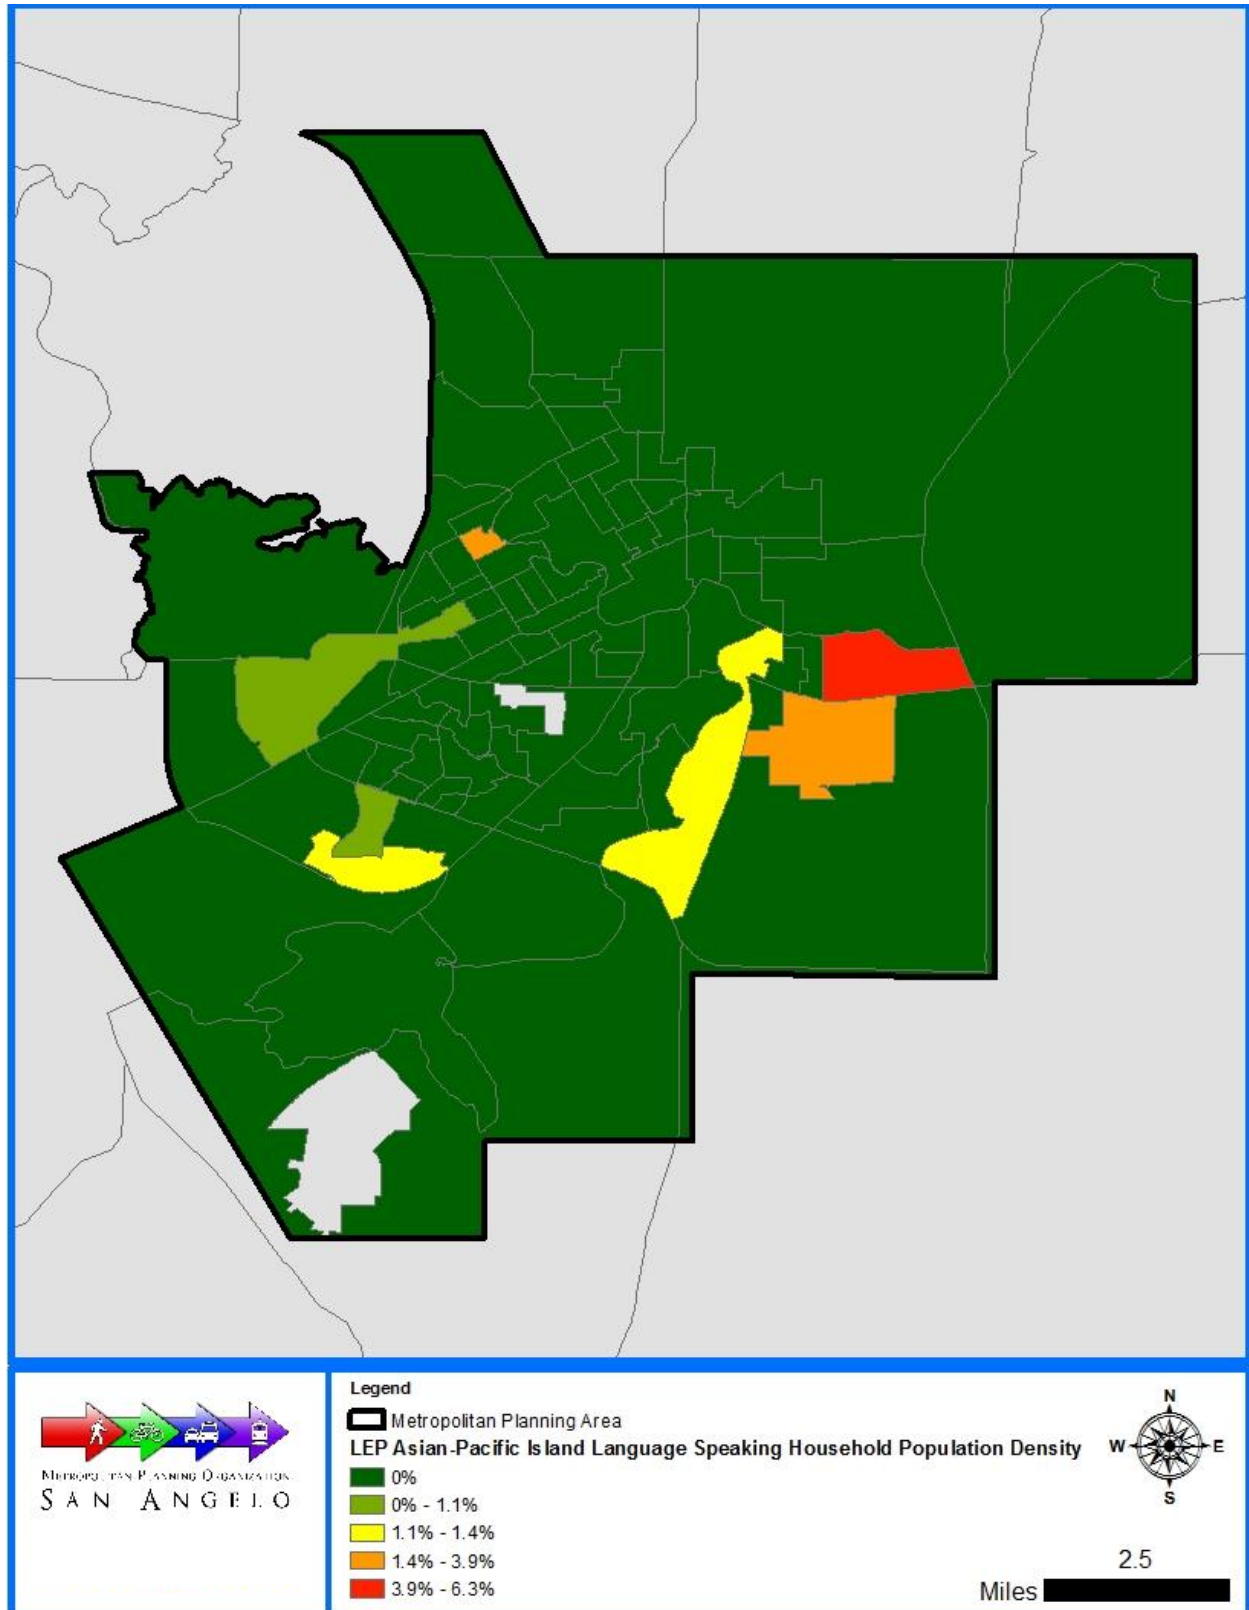 METROPOLITAN PLANNING ORGANIZATION
SAN ANGELO
Legend
Metropolitan Planning Area
LEP Asian-Pacific Island Language Speaking Household Population Density
0%
0% - 1.1%
1.1% - 1.4%
1.4% - 3.9%
3.9% - 6.3%
N
W
E
S
2.5
Miles